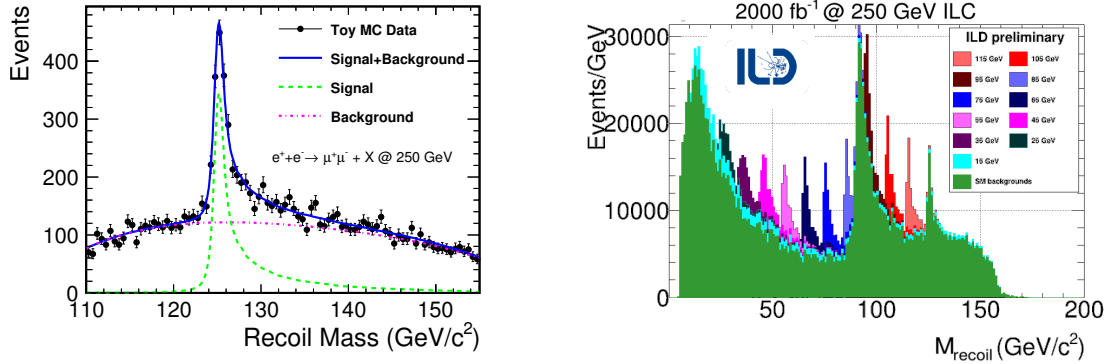 Events
400
300
200
100
0
Toy MC Data
Signal+Background
Signal
Background
e⁺+e⁻→ μ⁺μ⁻ + X @ 250 GeV
110 120 130 140 150
Recoil Mass (GeV/c²)
2000 fb⁻¹ @ 250 GeV ILC
Events/GeV
30000
20000
10000
0
ILD
ILD preliminary
115 GeV 105 GeV
95 GeV 85 GeV
75 GeV 65 GeV
55 GeV 45 GeV
35 GeV 25 GeV
15 GeV
SM backgrounds
50 100 150 200
M_recoil (GeV/c²)